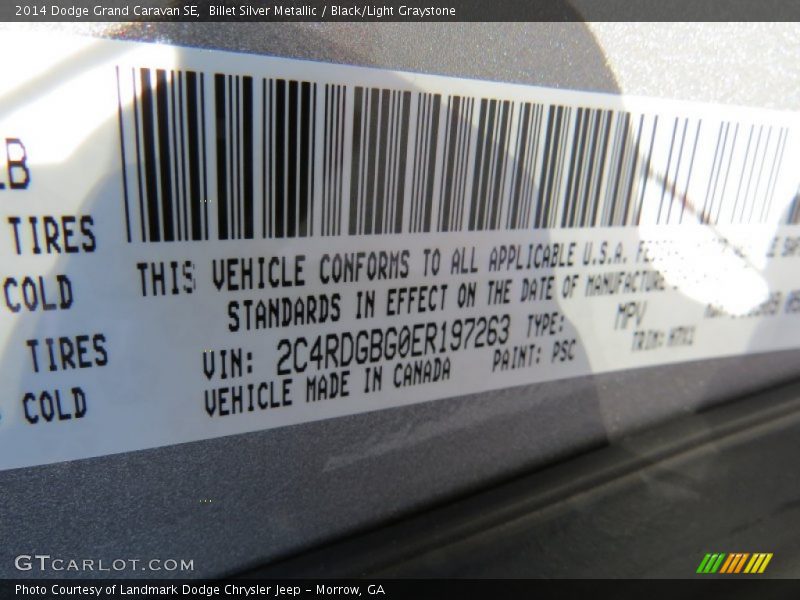 2014 Dodge Grand Caravan SE, Billet Silver Metallic / Black/Light Graystone
TIRES
COLD
TIRES
COLD
THIS VEHICLE CONFORMS TO ALL APPLICABLE U.S.A.
STANDARDS IN EFFECT ON THE DATE OF MANUFACTURE
VIN: 2C4RDGBG0ER197263 TYPE: MPV
VEHICLE MADE IN CANADA PAINT: PSC TRIM:
GTCARLOT.COM
Photo Courtesy of Landmark Dodge Chrysler Jeep - Morrow, GA